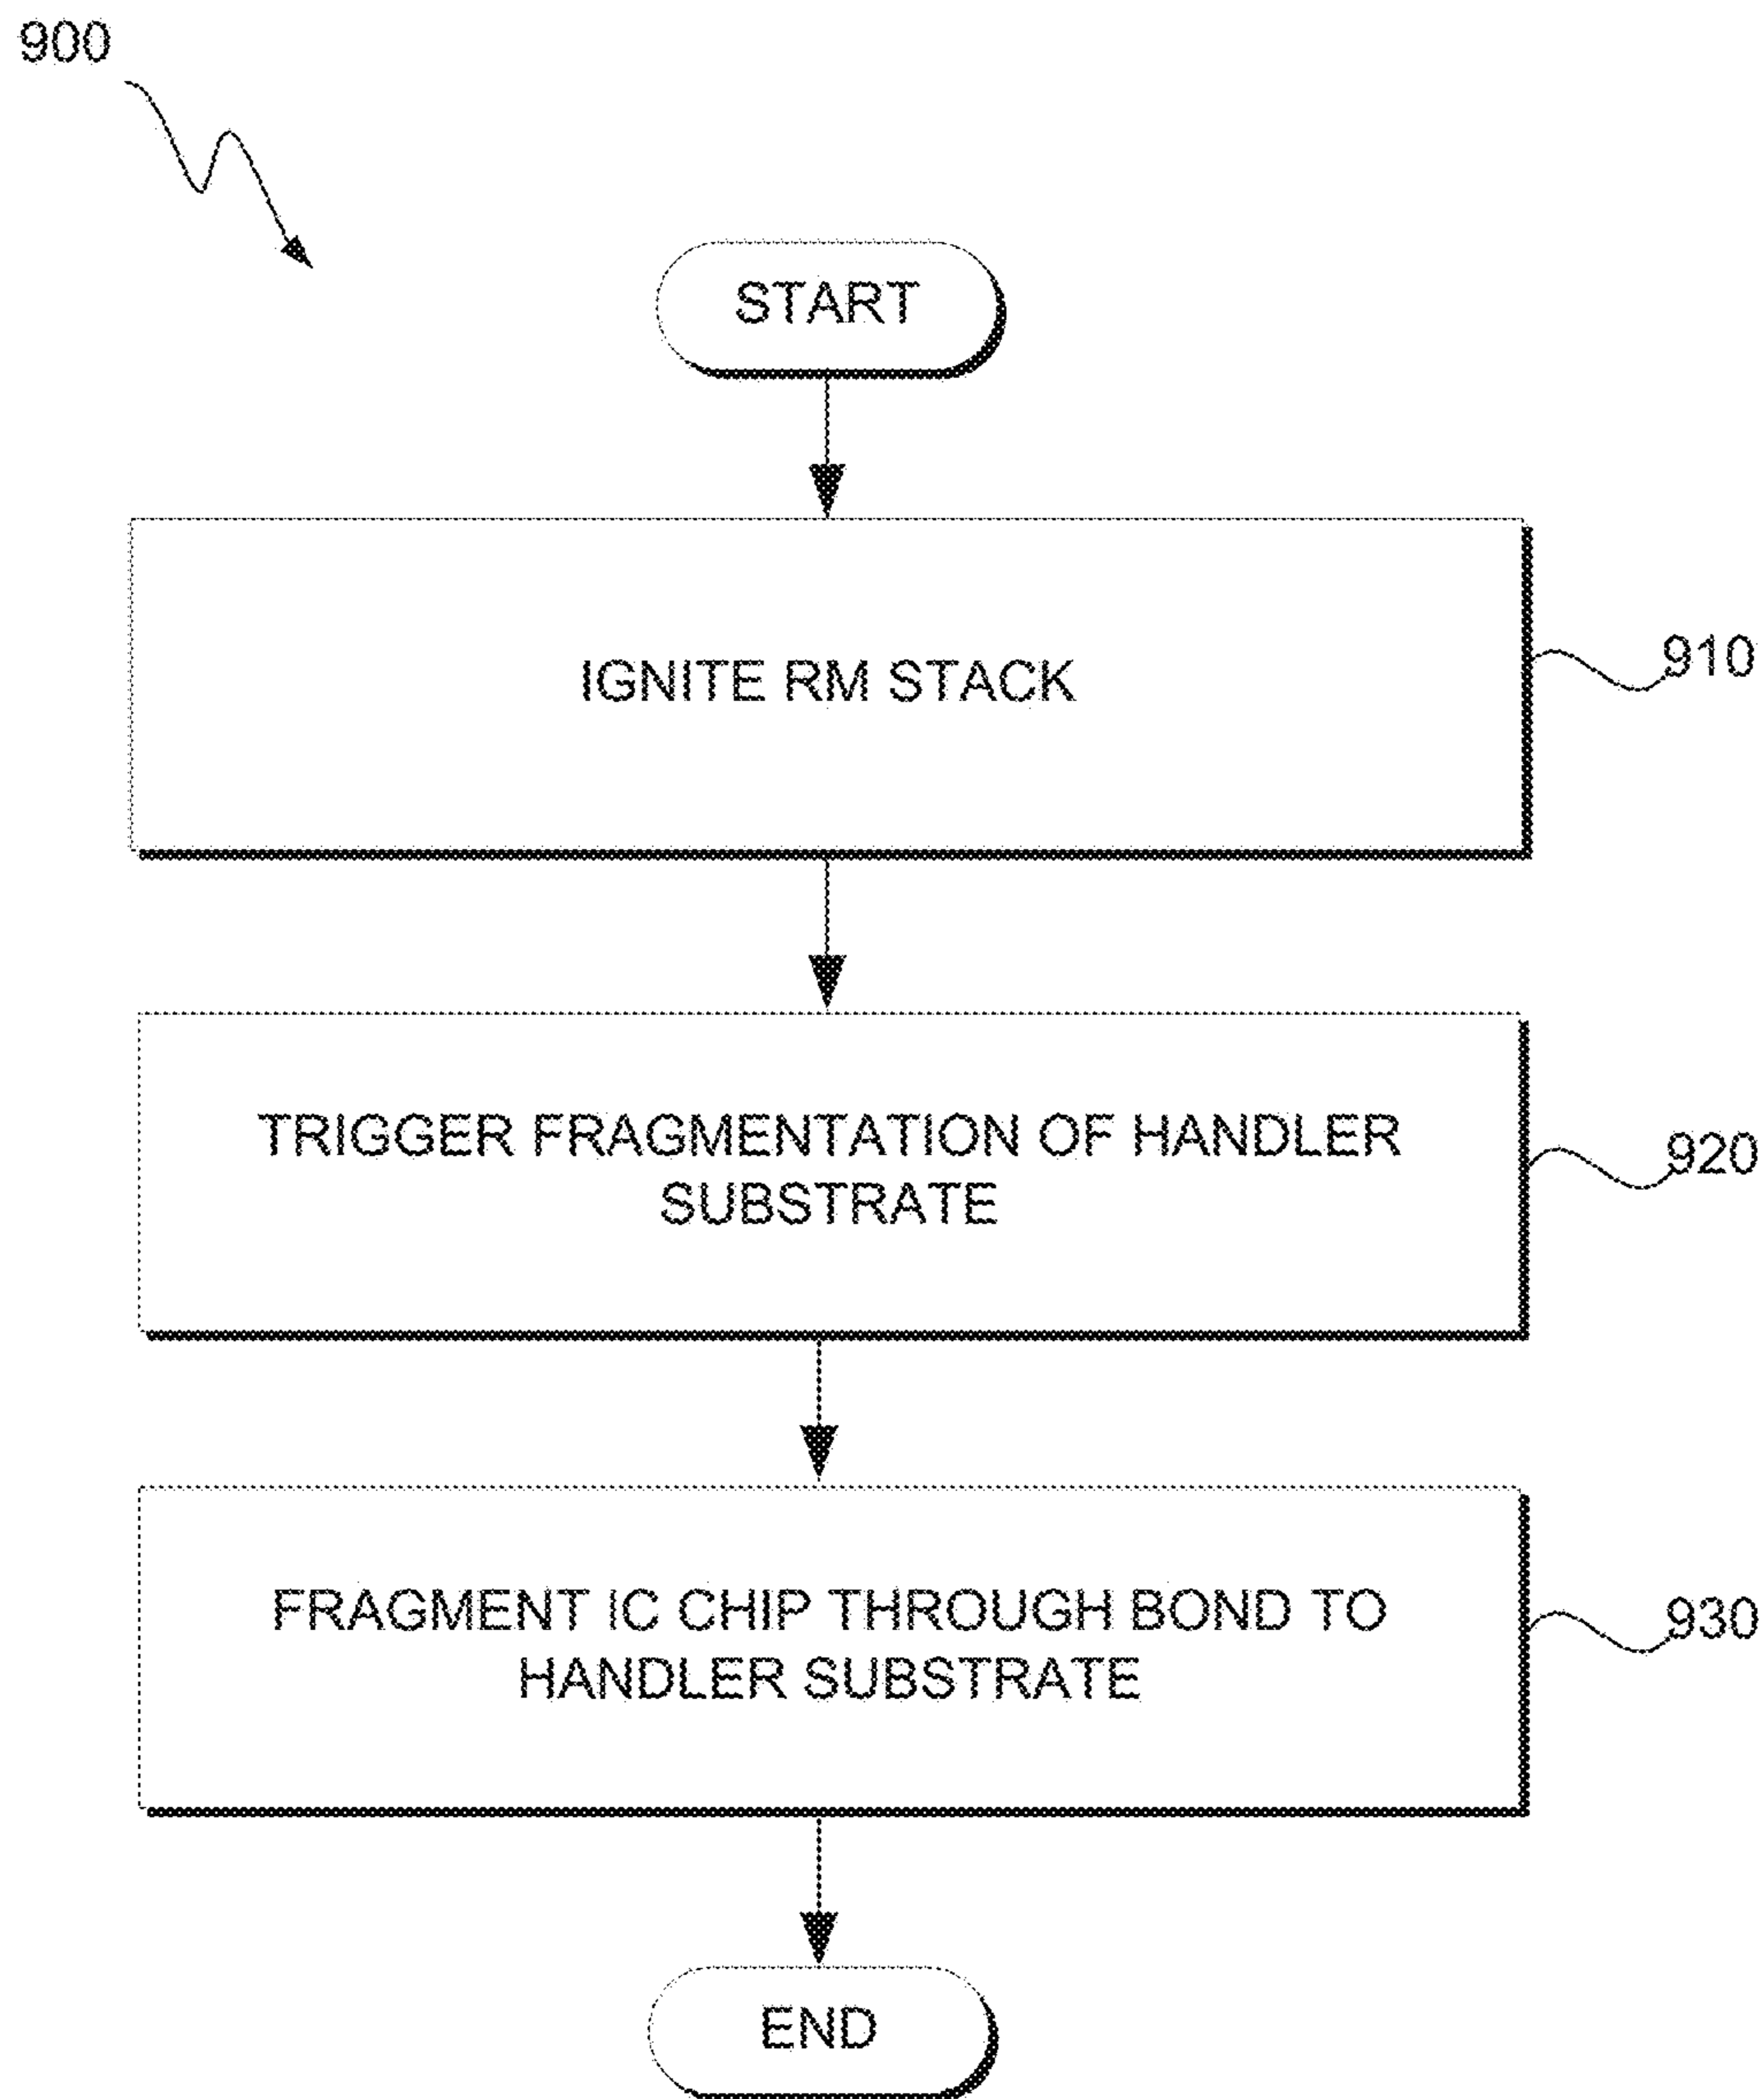 900
START
IGNITE RM STACK
910
TRIGGER FRAGMENTATION OF HANDLER
SUBSTRATE
920
FRAGMENT IC CHIP THROUGH BOND TO
HANDLER SUBSTRATE
930
END